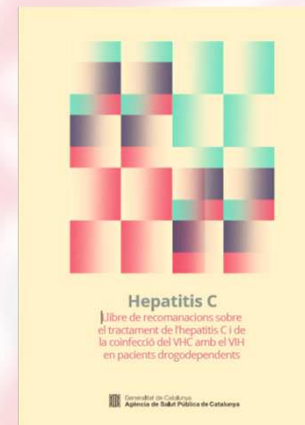 Hepatitis C
Llibre de recomanacions sobre
el tractament de l'hepatitis C i de
la coinfecció del VHC amb el VIH
en pacients drogodependents
Generalitat de Catalunya
Agència de Salut Pública de Catalunya